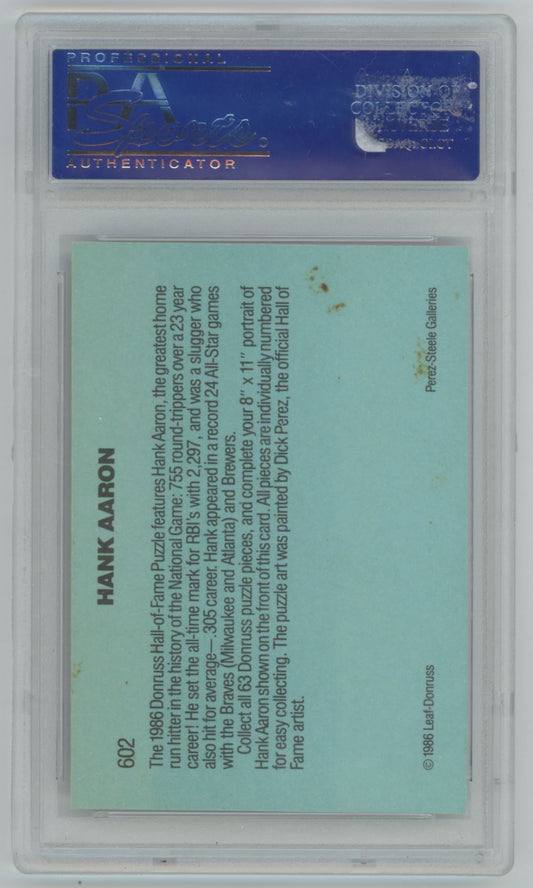 PROFESSIONAL
PSA
Sports
AUTHENTICATOR
A
DIVISION OF
COLLECTORS
UNIVERSE
NASDAQ: CLCT
HANK AARON
602
The 1986 Donruss Hall-of-Fame Puzzle features Hank Aaron, the greatest home
run hitter in the history of the National Game: 755 round-trippers over a 23 year
career! He set the all-time mark for RBI's with 2,297, and was a slugger who
also hit for average—.305 career. Hank appeared in a record 24 All-Star games
with the Braves (Milwaukee and Atlanta) and Brewers.
Collect all 63 Donruss puzzle pieces, and complete your 8" x 11" portrait of
Hank Aaron shown on the front of this card. All pieces are individually numbered
for easy collecting. The puzzle art was painted by Dick Perez, the official Hall of
Fame artist.
© 1986 Leaf-Donruss
Perez-Steele Galleries